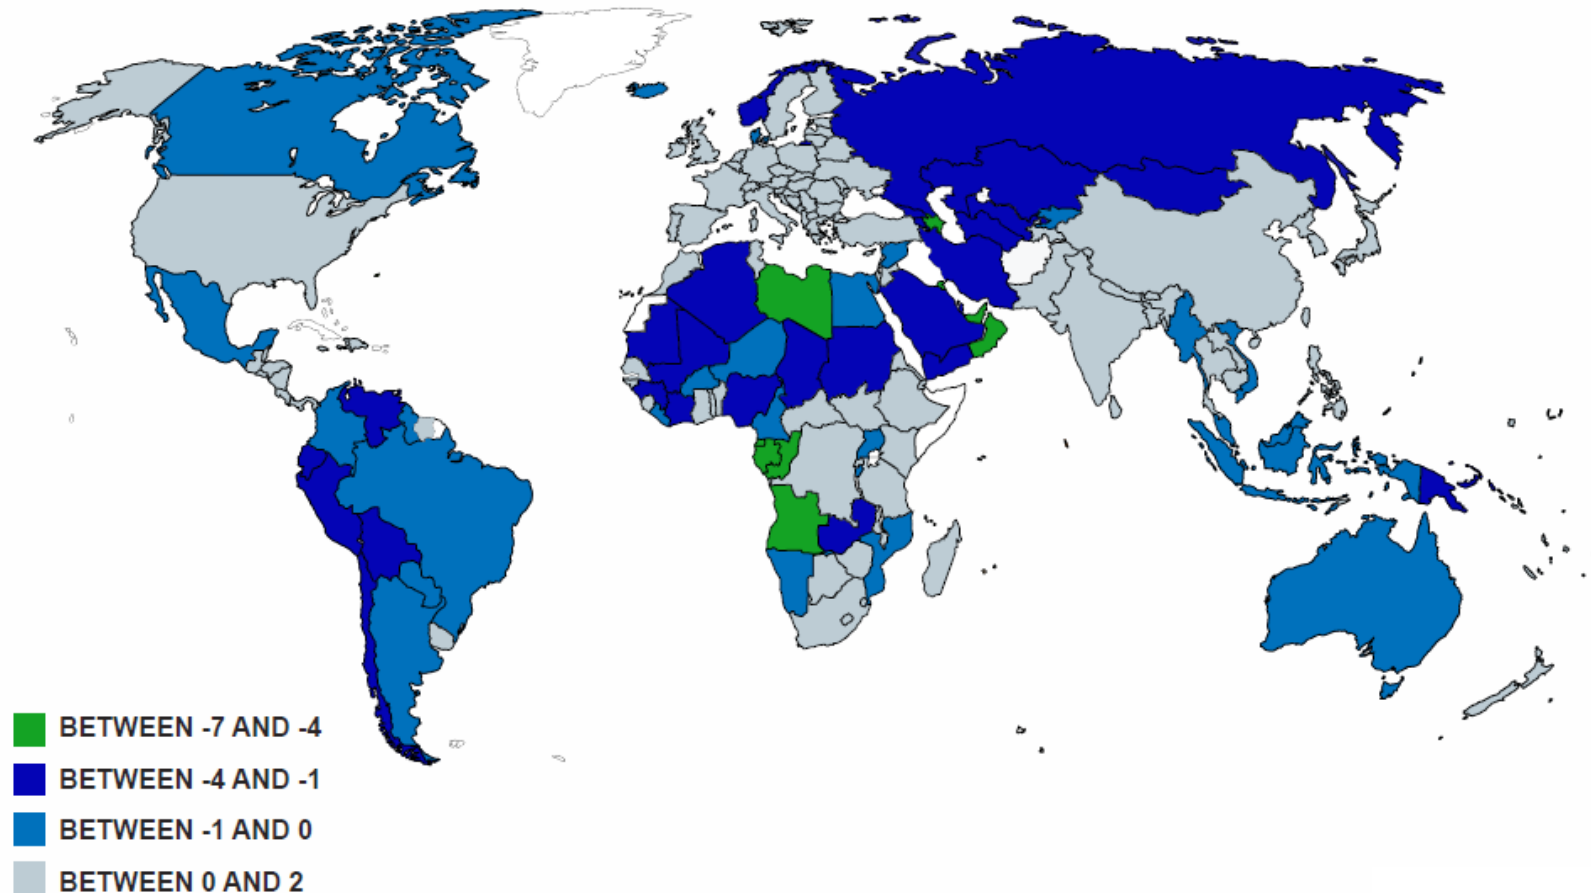 BETWEEN -7 AND -4
BETWEEN -4 AND -1
BETWEEN -1 AND 0
BETWEEN 0 AND 2